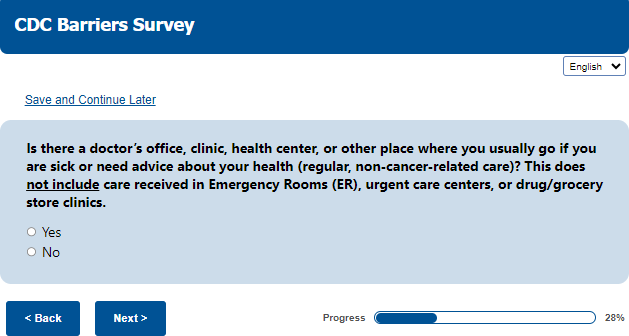 CDC Barriers Survey
English
Save and Continue Later
Is there a doctor's office, clinic, health center, or other place where you usually go if you
are sick or need advice about your health (regular, non-cancer-related care)? This does
not include care received in Emergency Rooms (ER), urgent care centers, or drug/grocery
store clinics.
Yes
No
< Back
Next >
Progress
28%